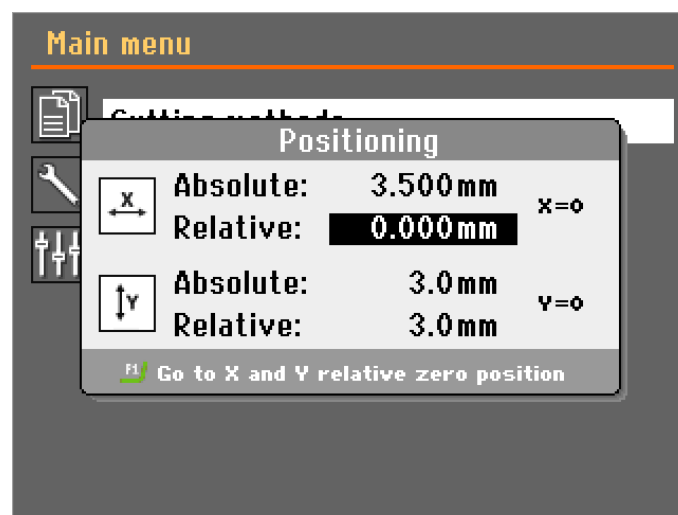 Main menu
Positioning
X
Absolute: 3.500mm
Relative: 0.000mm
X=0
Y
Absolute: 3.0mm
Relative: 3.0mm
Y=0
F1 Go to X and Y relative zero position